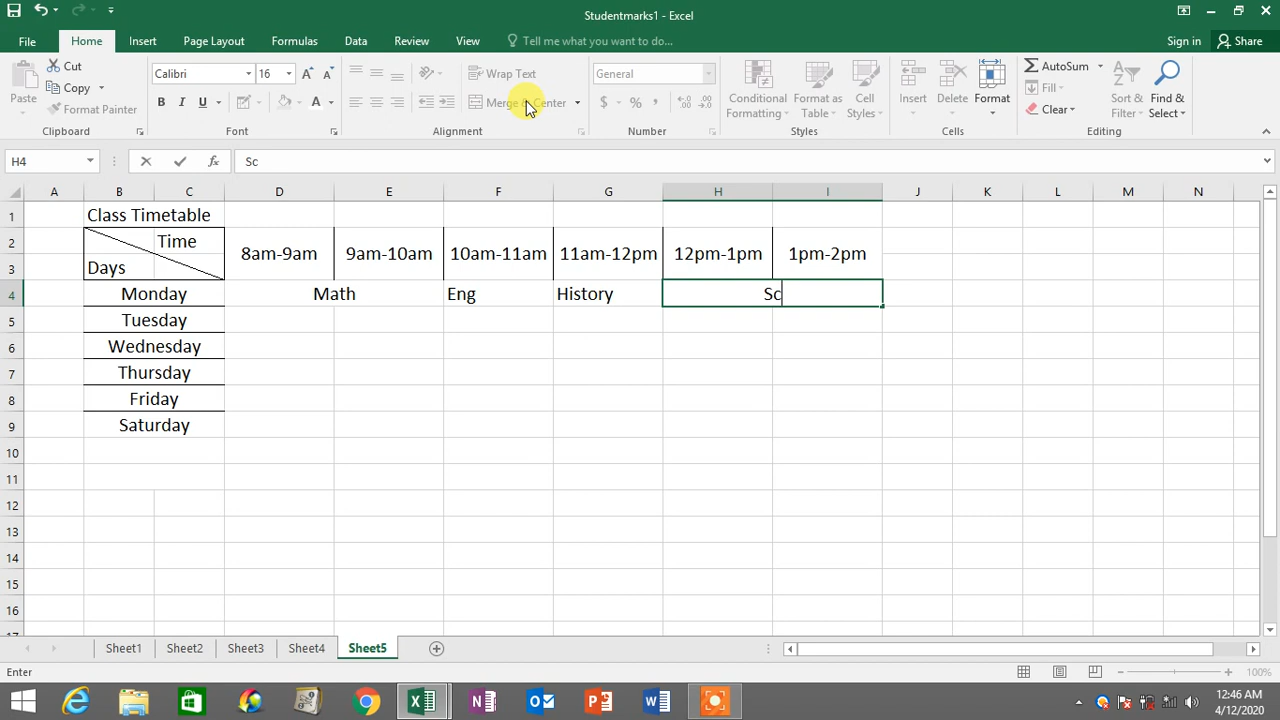 Studentmarks1 - Excel
File Home Insert Page Layout Formulas Data Review View Tell me what you want to do... Sign in Share
Paste Cut Copy Format Painter Clipboard
Calibri 16 A A B I U A Font
Wrap Text Merge & Center Alignment
General $ % , Number
Conditional Formatting Format as Table Cell Styles Styles
Insert Delete Format Cells
AutoSum Fill Clear Sort & Filter Find & Select Editing
H4 fx Sc
A B C D E F G H I J K L M N
1 Class Timetable
2 Time 8am-9am 9am-10am 10am-11am 11am-12pm 12pm-1pm 1pm-2pm
3 Days
4 Monday Math Eng History Sc
5 Tuesday
6 Wednesday
7 Thursday
8 Friday
9 Saturday
10
11
12
13
14
15
16
Sheet1 Sheet2 Sheet3 Sheet4 Sheet5
Enter 100%
12:46 AM
4/12/2020